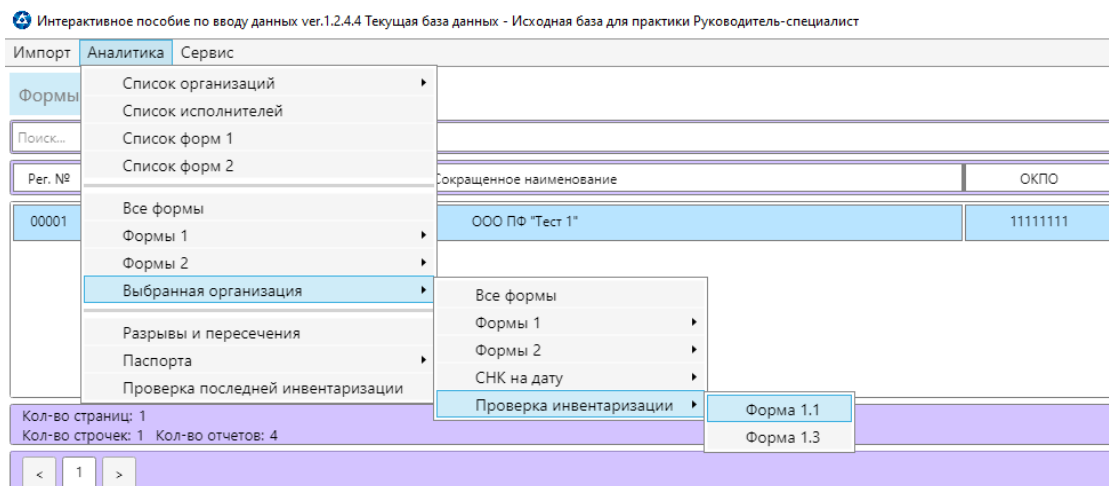 Интерактивное пособие по вводу данных ver.1.2.4.4 Текущая база данных - Исходная база для практики Руководитель-специалист
Импорт Аналитика Сервис
Формы
Поиск...
Рег. № Сокращенное наименование ОКПО
00001 ООО ПФ "Тест 1" 11111111
Список организаций
Список исполнителей
Список форм 1
Список форм 2
Все формы
Формы 1
Формы 2
Выбранная организация
Разрывы и пересечения
Паспорта
Проверка последней инвентаризации
Все формы
Формы 1
Формы 2
СНК на дату
Проверка инвентаризации
Форма 1.1
Форма 1.3
Кол-во страниц: 1
Кол-во строчек: 1 Кол-во отчетов: 4
< 1 >